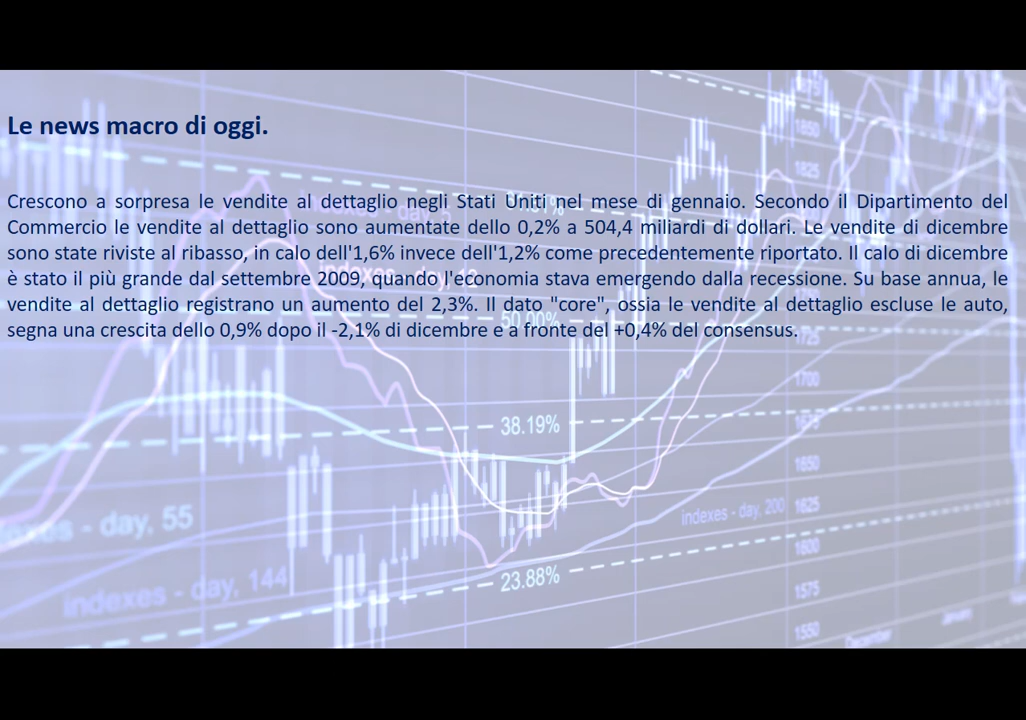 Le news macro di oggi.
Crescono a sorpresa le vendite al dettaglio negli Stati Uniti nel mese di gennaio. Secondo il Dipartimento del
Commercio le vendite al dettaglio sono aumentate dello 0,2% a 504,4 miliardi di dollari. Le vendite di dicembre
sono state riviste al ribasso, in calo dell'1,6% invece dell'1,2% come precedentemente riportato. Il calo di dicembre
è stato il più grande dal settembre 2009, quando l'economia stava emergendo dalla recessione. Su base annua, le
vendite al dettaglio registrano un aumento del 2,3%. Il dato "core", ossia le vendite al dettaglio escluse le auto,
segna una crescita dello 0,9% dopo il -2,1% di dicembre e a fronte del +0,4% del consensus.
1850
1825
50.00%
1725
1700
38.19%
1675
1650
indexes - day, 55
indexes - day, 200
1625
1600
23.88%
indexes - day, 144
1575
1550
December
January